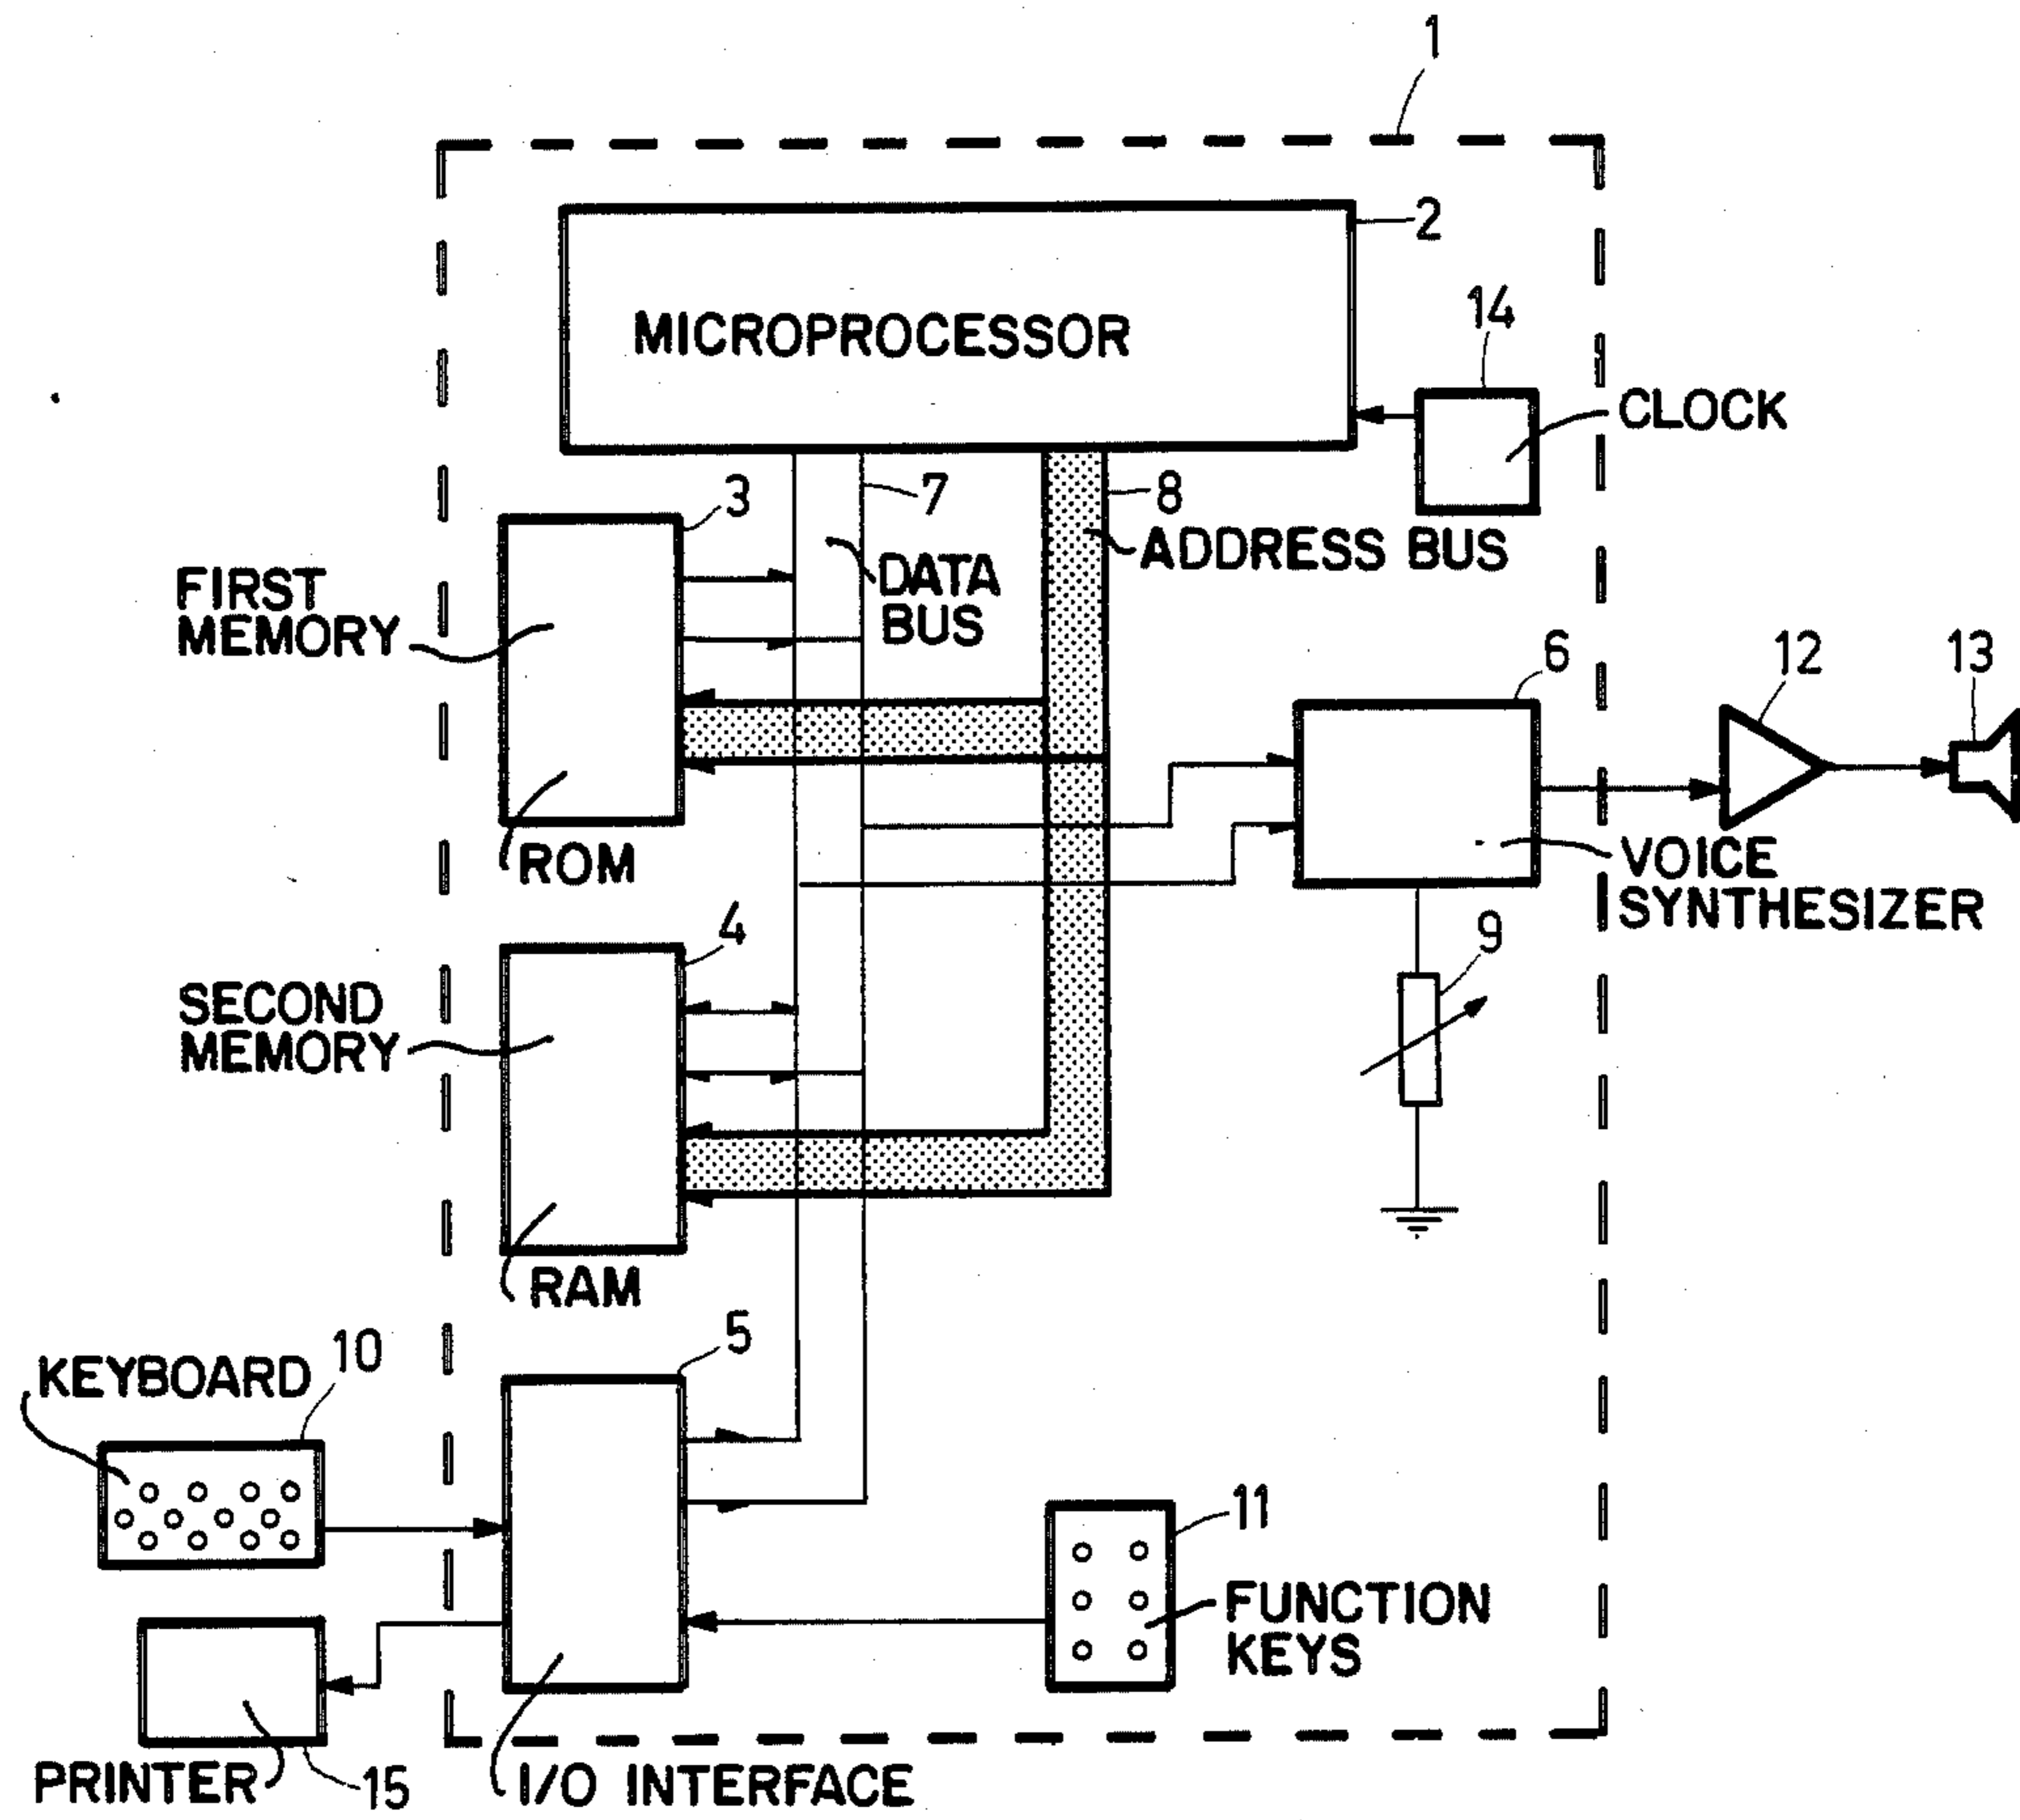 1
2
MICROPROCESSOR
14
CLOCK
3
7
8
ADDRESS BUS
DATA
BUS
FIRST
MEMORY
6
12
13
ROM
VOICE
SYNTHESIZER
4
9
SECOND
MEMORY
RAM
5
KEYBOARD
10
11
FUNCTION
KEYS
PRINTER
15
I/O INTERFACE